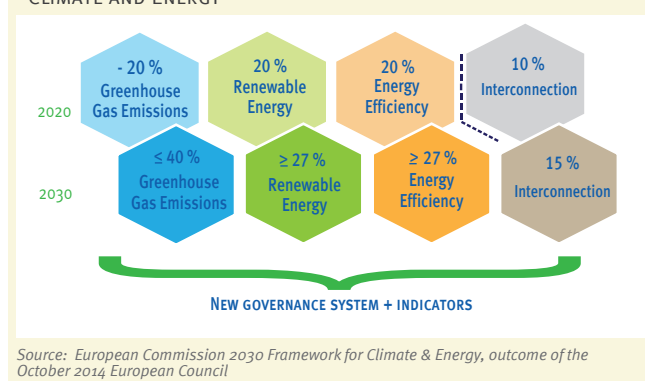 CLIMATE AND ENERGY
2020
- 20 %
Greenhouse
Gas Emissions
20 %
Renewable
Energy
20 %
Energy
Efficiency
10 %
Interconnection
2030
≤ 40 %
Greenhouse
Gas Emissions
≥ 27 %
Renewable
Energy
≥ 27 %
Energy
Efficiency
15 %
Interconnection
NEW GOVERNANCE SYSTEM + INDICATORS
Source: European Commission 2030 Framework for Climate & Energy, outcome of the
October 2014 European Council